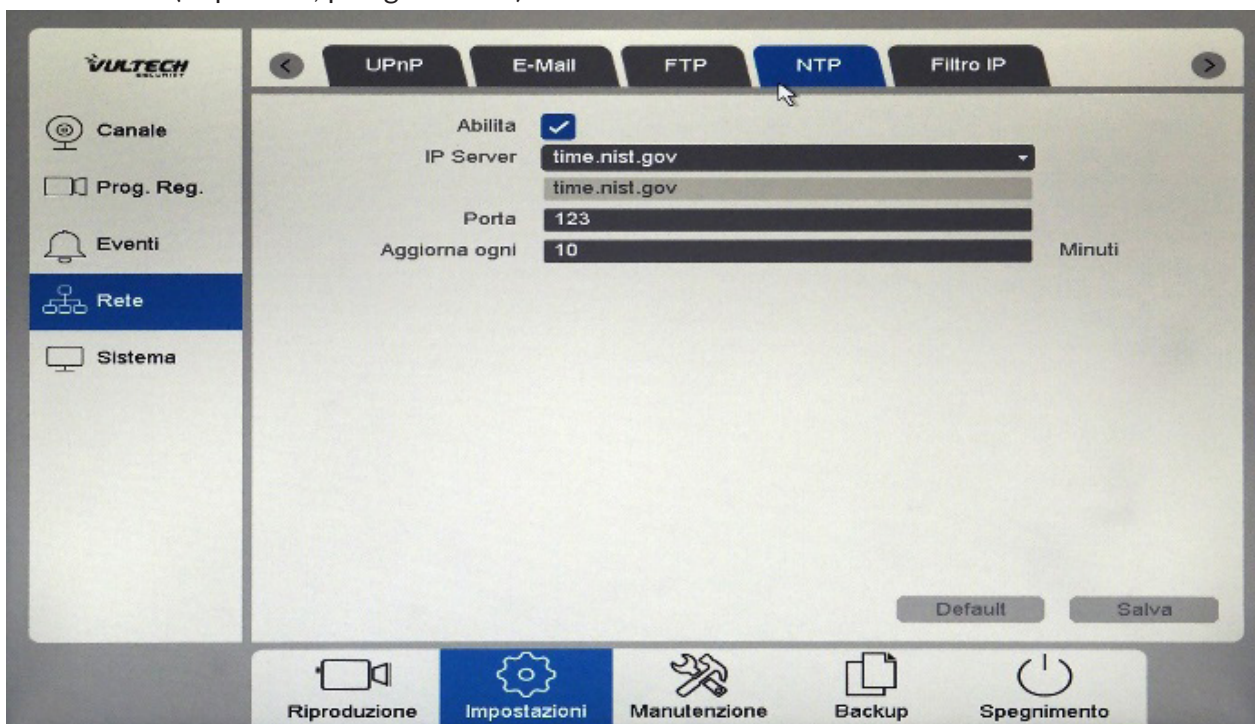 VULTECH
SECURITY
UPnP
E-Mail
FTP
NTP
Filtro IP
Canale
Prog. Reg.
Eventi
Rete
Sistema
Abilita
IP Server time.nist.gov
time.nist.gov
Porta 123
Aggiorna ogni 10 Minuti
Default Salva
Riproduzione Impostazioni Manutenzione Backup Spegnimento